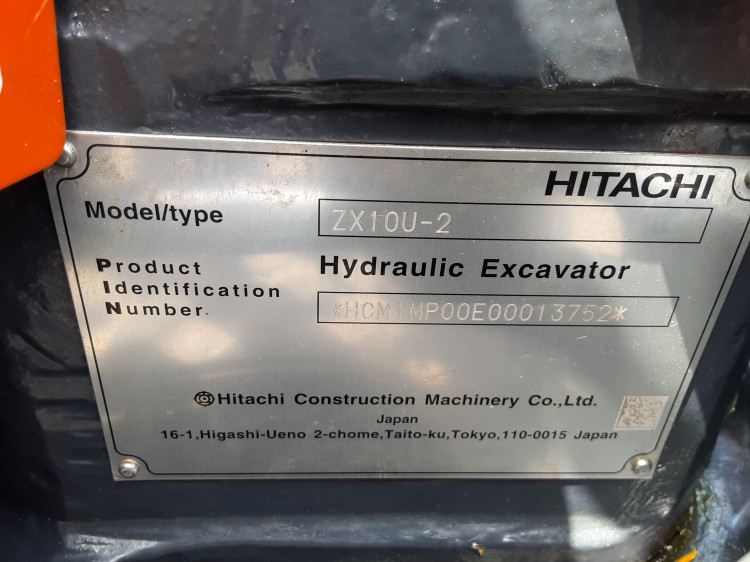 HITACHI
Model/type ZX10U-2
Product Hydraulic Excavator
Identification
Number. *HCM1MP00E00013752*
Hitachi Construction Machinery Co.,Ltd.
Japan
16-1,Higashi-Ueno 2-chome,Taito-ku,Tokyo,110-0015 Japan